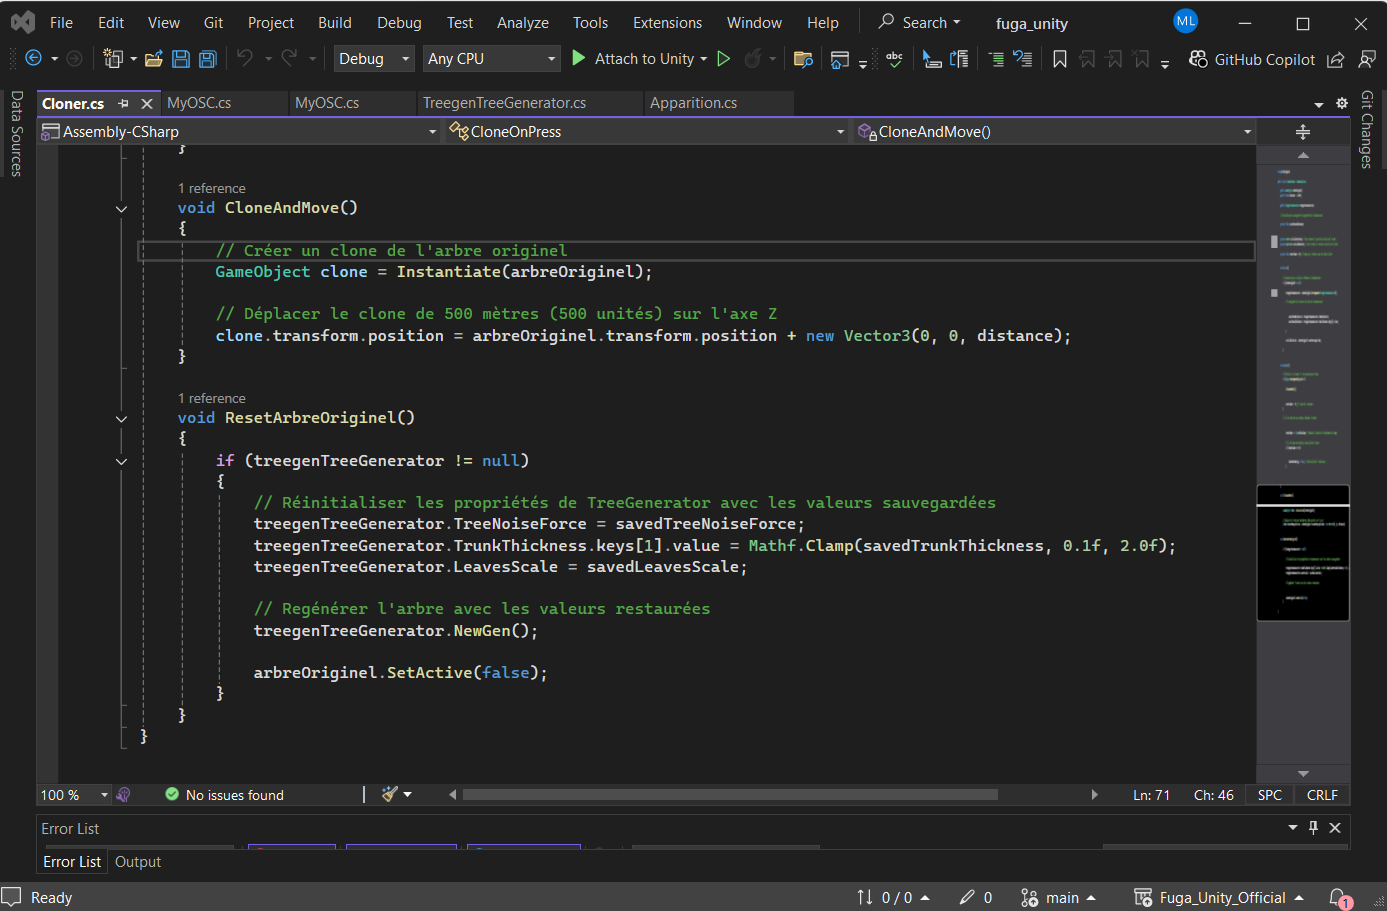 File Edit View Git Project Build Debug Test Analyze Tools Extensions Window Help Search fuga_unity ML
Debug Any CPU Attach to Unity abc GitHub Copilot
Data Sources
Cloner.cs MyOSC.cs MyOSC.cs TreegenTreeGenerator.cs Apparition.cs
Git Changes
Assembly-CSharp CloneOnPress CloneAndMove()
}
1 reference
void CloneAndMove()
{
// Créer un clone de l'arbre originel
GameObject clone = Instantiate(arbreOriginel);
// Déplacer le clone de 500 mètres (500 unités) sur l'axe Z
clone.transform.position = arbreOriginel.transform.position + new Vector3(0, 0, distance);
}
1 reference
void ResetArbreOriginel()
{
if (treegenTreeGenerator != null)
{
// Réinitialiser les propriétés de TreeGenerator avec les valeurs sauvegardées
treegenTreeGenerator.TreeNoiseForce = savedTreeNoiseForce;
treegenTreeGenerator.TrunkThickness.keys[1].value = Mathf.Clamp(savedTrunkThickness, 0.1f, 2.0f);
treegenTreeGenerator.LeavesScale = savedLeavesScale;
// Regénérer l'arbre avec les valeurs restaurées
treegenTreeGenerator.NewGen();
arbreOriginel.SetActive(false);
}
}
}
100 % No issues found Ln: 71 Ch: 46 SPC CRLF
Error List
Error List Output
Ready 0 / 0 0 main Fuga_Unity_Official 1